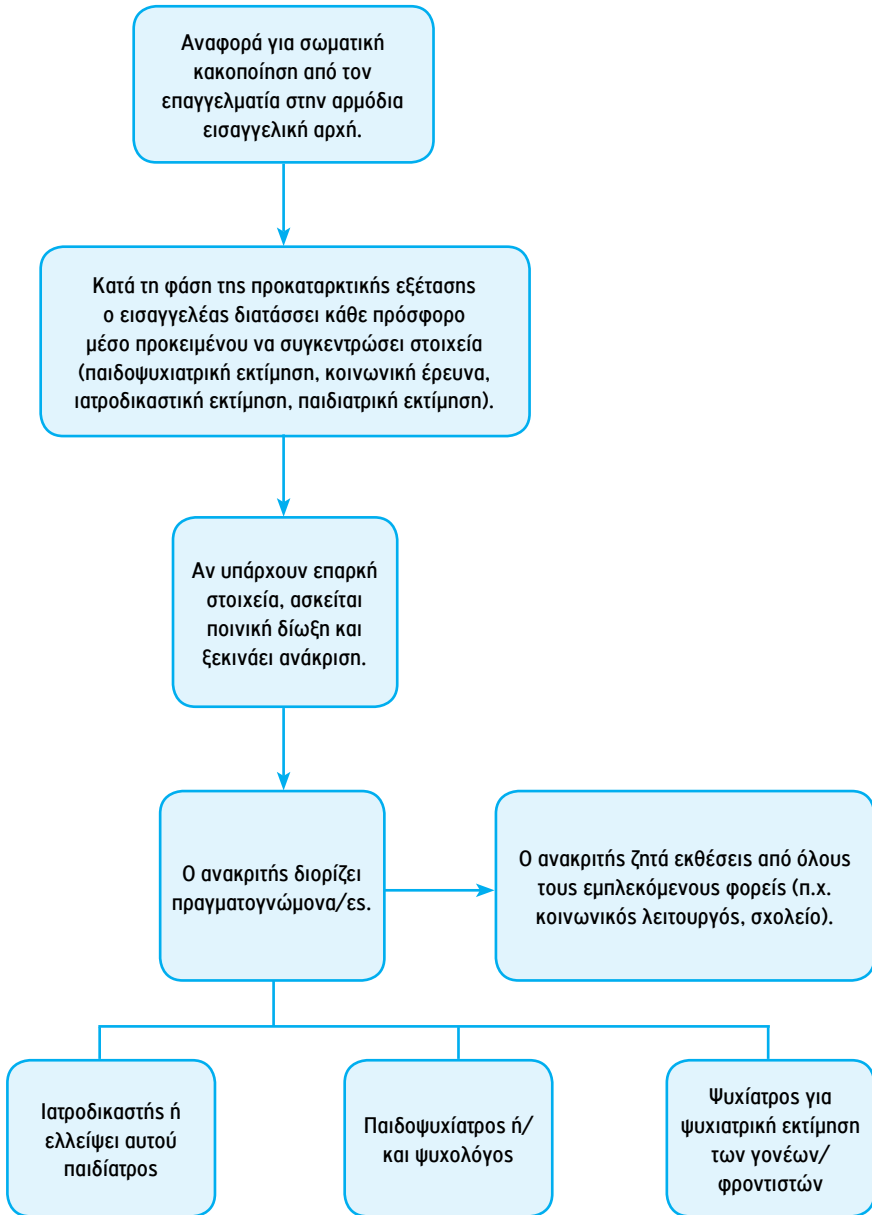 Αναφορά για σωματική
κακοποίηση από τον
επαγγελματία στην αρμόδια
εισαγγελική αρχή.
Κατά τη φάση της προκαταρκτικής εξέτασης
ο εισαγγελέας διατάσσει κάθε πρόσφορο
μέσο προκειμένου να συγκεντρώσει στοιχεία
(παιδοψυχιατρική εκτίμηση, κοινωνική έρευνα,
ιατροδικαστική εκτίμηση, παιδιατρική εκτίμηση).
Αν υπάρχουν επαρκή
στοιχεία, ασκείται
ποινική δίωξη και
ξεκινάει ανάκριση.
Ο ανακριτής διορίζει
πραγματογνώμονα/ες.
Ο ανακριτής ζητά εκθέσεις από όλους
τους εμπλεκόμενους φορείς (π.χ.
κοινωνικός λειτουργός, σχολείο).
Ιατροδικαστής ή
ελλείψει αυτού
παιδίατρος
Παιδοψυχίατρος ή/
και ψυχολόγος
Ψυχίατρος για
ψυχιατρική εκτίμηση
των γονέων/
φροντιστών